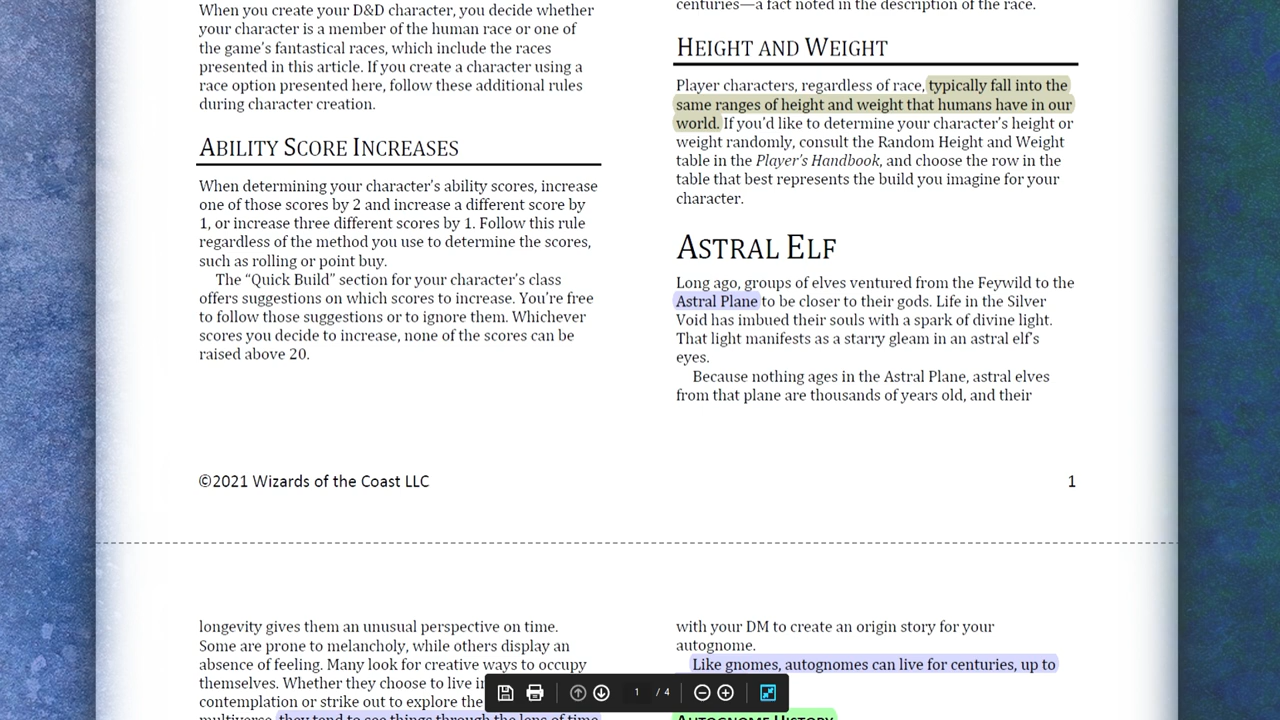 When you create your D&D character, you decide whether
your character is a member of the human race or one of
the game's fantastical races, which include the races
presented in this article. If you create a character using a
race option presented here, follow these additional rules
during character creation.
ABILITY SCORE INCREASES
When determining your character's ability scores, increase
one of those scores by 2 and increase a different score by
1, or increase three different scores by 1. Follow this rule
regardless of the method you use to determine the scores,
such as rolling or point buy.
The “Quick Build” section for your character's class
offers suggestions on which scores to increase. You're free
to follow those suggestions or to ignore them. Whichever
scores you decide to increase, none of the scores can be
raised above 20.
centuries—a fact noted in the description of the race.
HEIGHT AND WEIGHT
Player characters, regardless of race, typically fall into the
same ranges of height and weight that humans have in our
world. If you'd like to determine your character's height or
weight randomly, consult the Random Height and Weight
table in the Player's Handbook, and choose the row in the
table that best represents the build you imagine for your
character.
ASTRAL ELF
Long ago, groups of elves ventured from the Feywild to the
Astral Plane to be closer to their gods. Life in the Silver
Void has imbued their souls with a spark of divine light.
That light manifests as a starry gleam in an astral elf's
eyes.
Because nothing ages in the Astral Plane, astral elves
from that plane are thousands of years old, and their
©2021 Wizards of the Coast LLC
1
longevity gives them an unusual perspective on time.
Some are prone to melancholy, while others display an
absence of feeling. Many look for creative ways to occupy
themselves. Whether they choose to live in
contemplation or strike out to explore the
multiverse, they tend to see things through the lens of time
with your DM to create an origin story for your
autognome.
Like gnomes, autognomes can live for centuries, up to
AUTOGNOME HISTORY
1 / 4